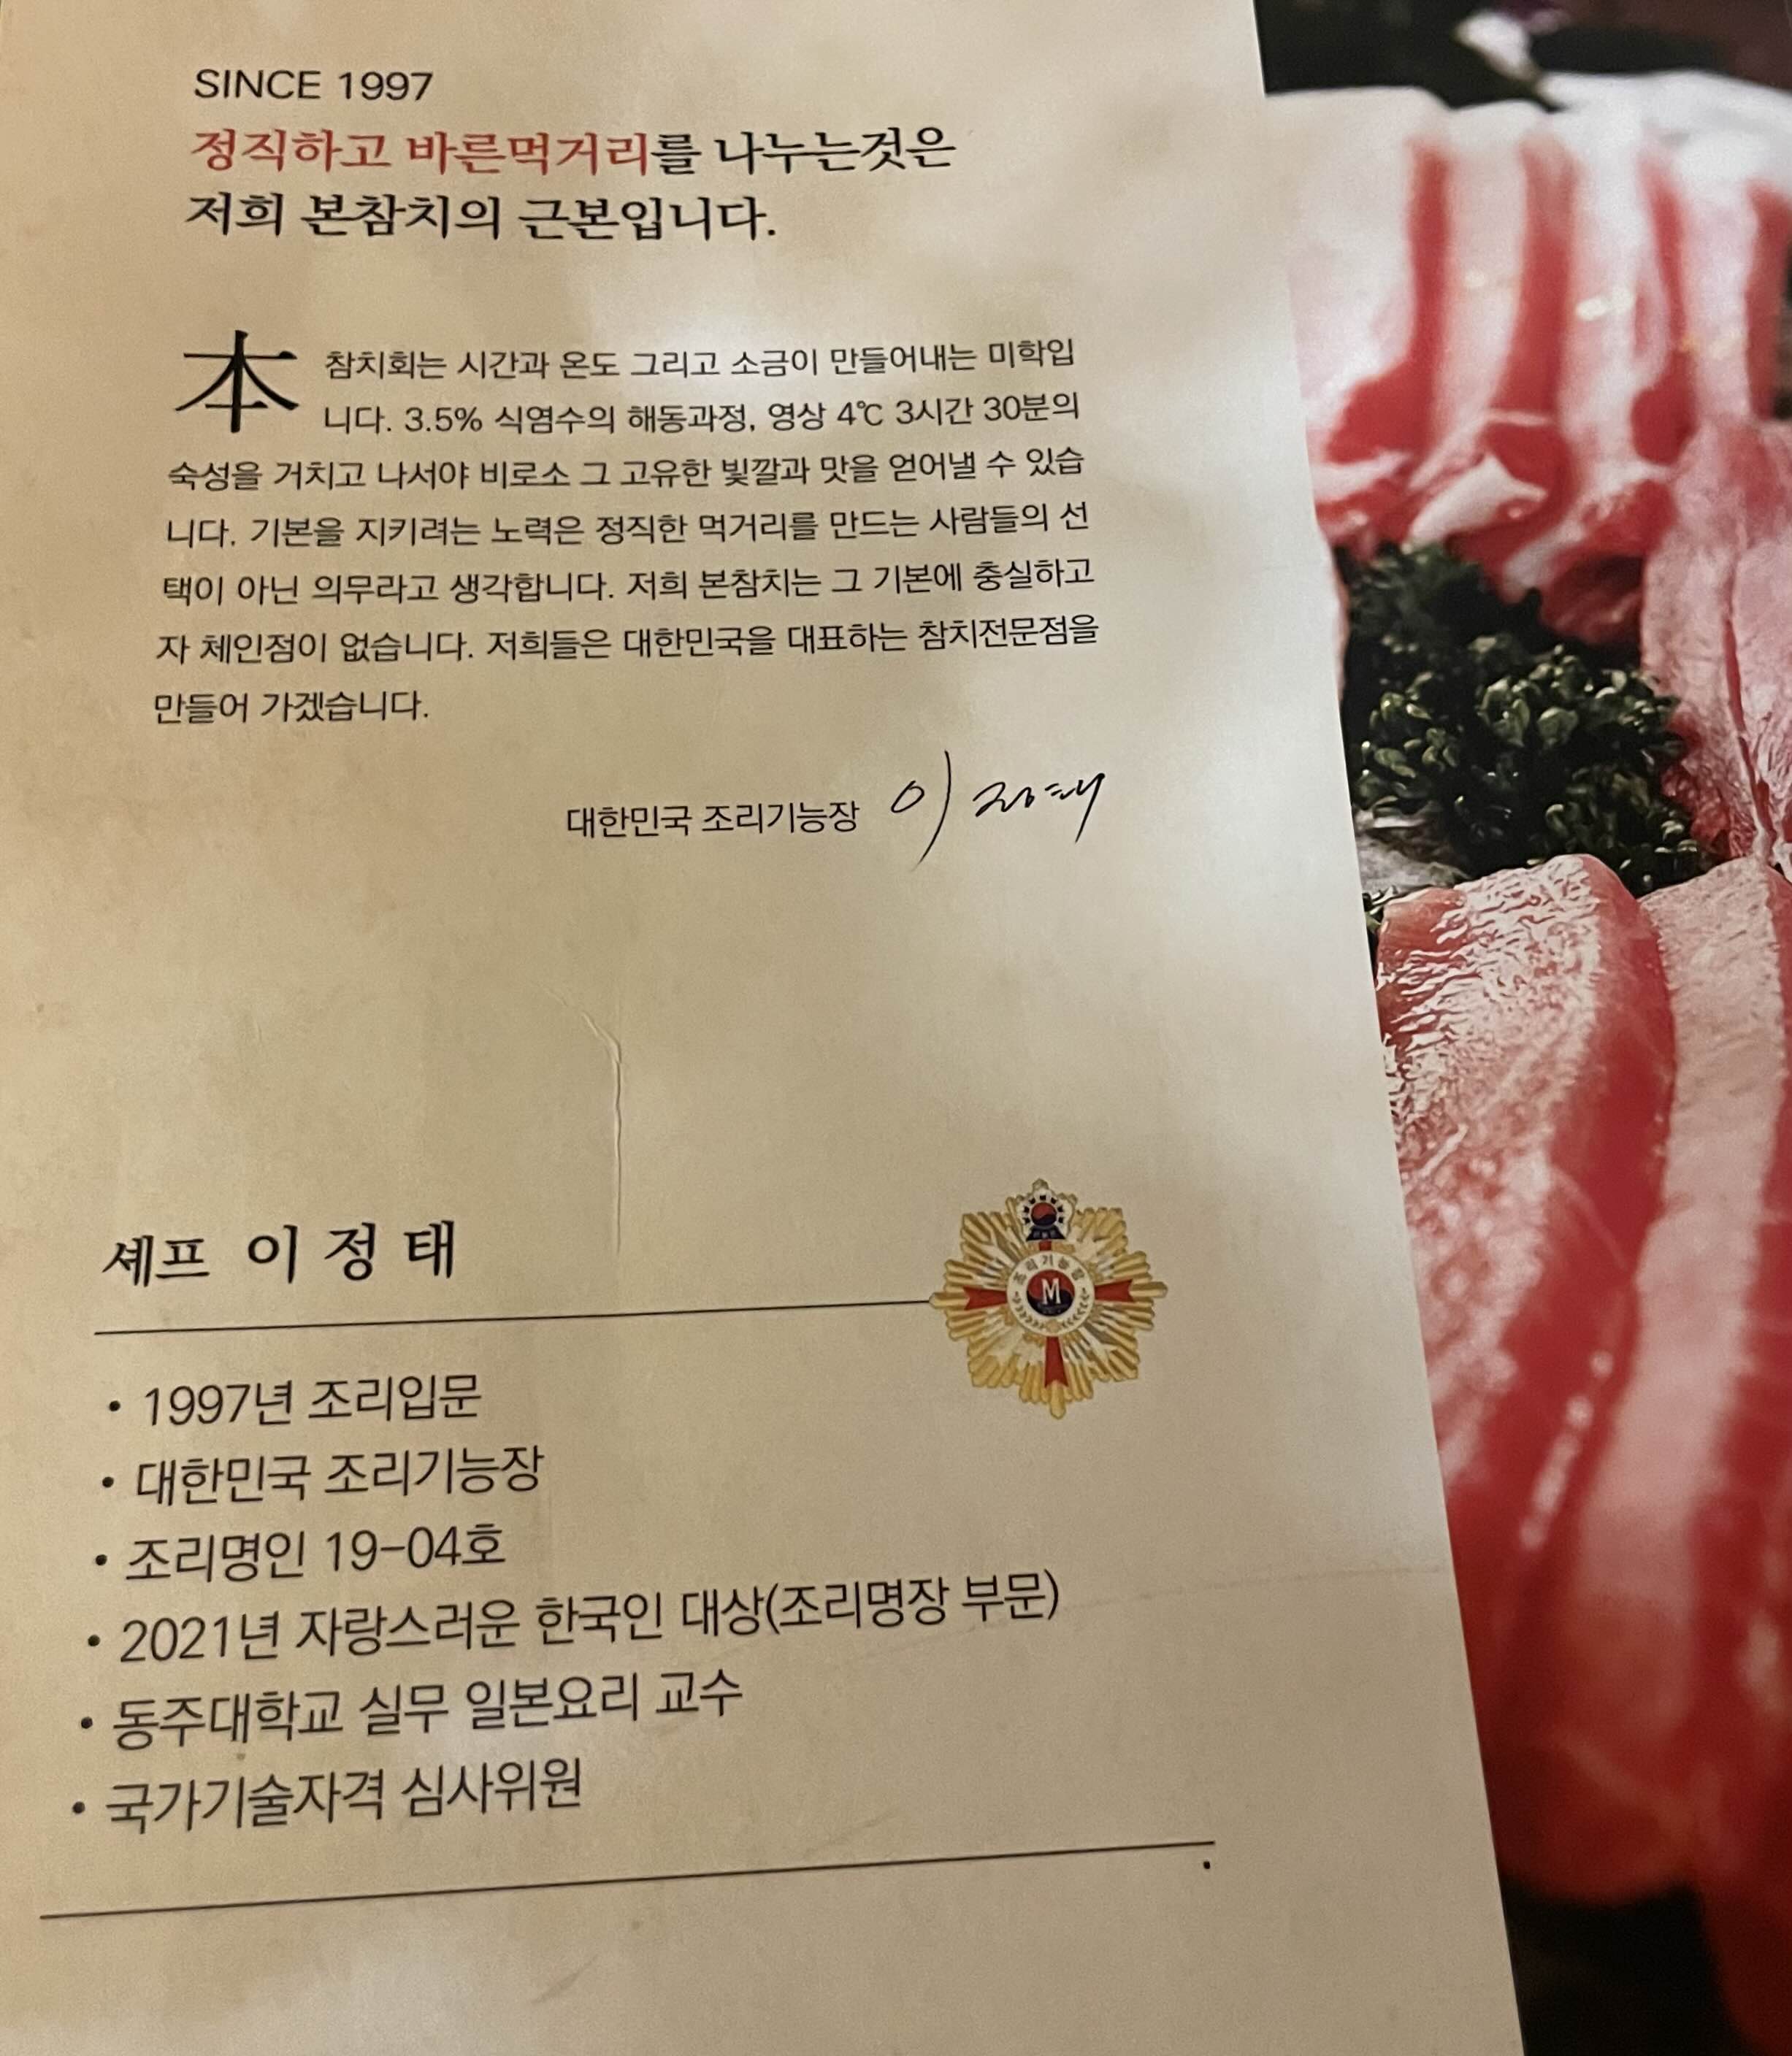 SINCE 1997
정직하고 바른먹거리를 나누는것은
저희 본참치의 근본입니다.
本 참치회는 시간과 온도 그리고 소금이 만들어내는 미학입
니다. 3.5% 식염수의 해동과정, 영상 4℃ 3시간 30분의
숙성을 거치고 나서야 비로소 그 고유한 빛깔과 맛을 얻어낼 수 있습
니다. 기본을 지키려는 노력은 정직한 먹거리를 만드는 사람들의 선
택이 아닌 의무라고 생각합니다. 저희 본참치는 그 기본에 충실하고
자 체인점이 없습니다. 저희들은 대한민국을 대표하는 참치전문점을
만들어 가겠습니다.
대한민국 조리기능장 이정태
셰프 이정태
조리기능장
M
• 1997년 조리입문
• 대한민국 조리기능장
• 조리명인 19-04호
• 2021년 자랑스러운 한국인 대상(조리명장 부문)
• 동주대학교 실무 일본요리 교수
• 국가기술자격 심사위원